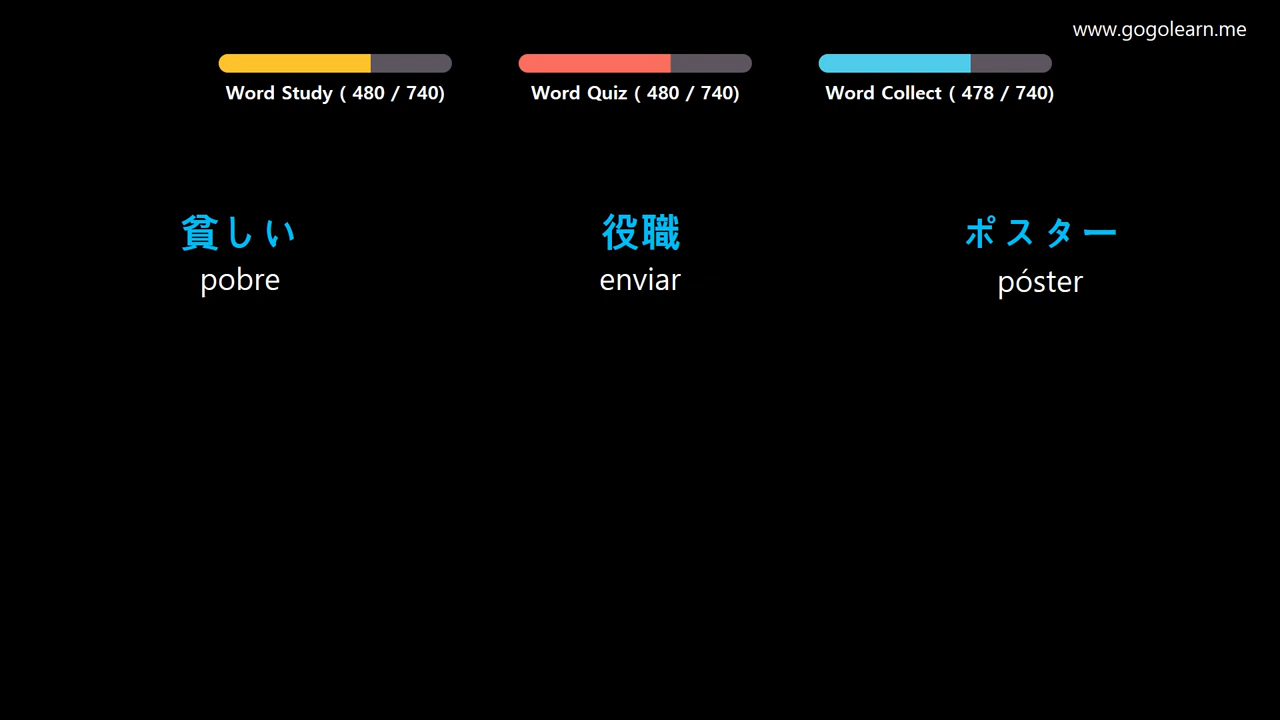 www.gogolearn.me
Word Study ( 480 / 740)
Word Quiz ( 480 / 740)
Word Collect ( 478 / 740)
貧しい
pobre
役職
enviar
ポスター
póster